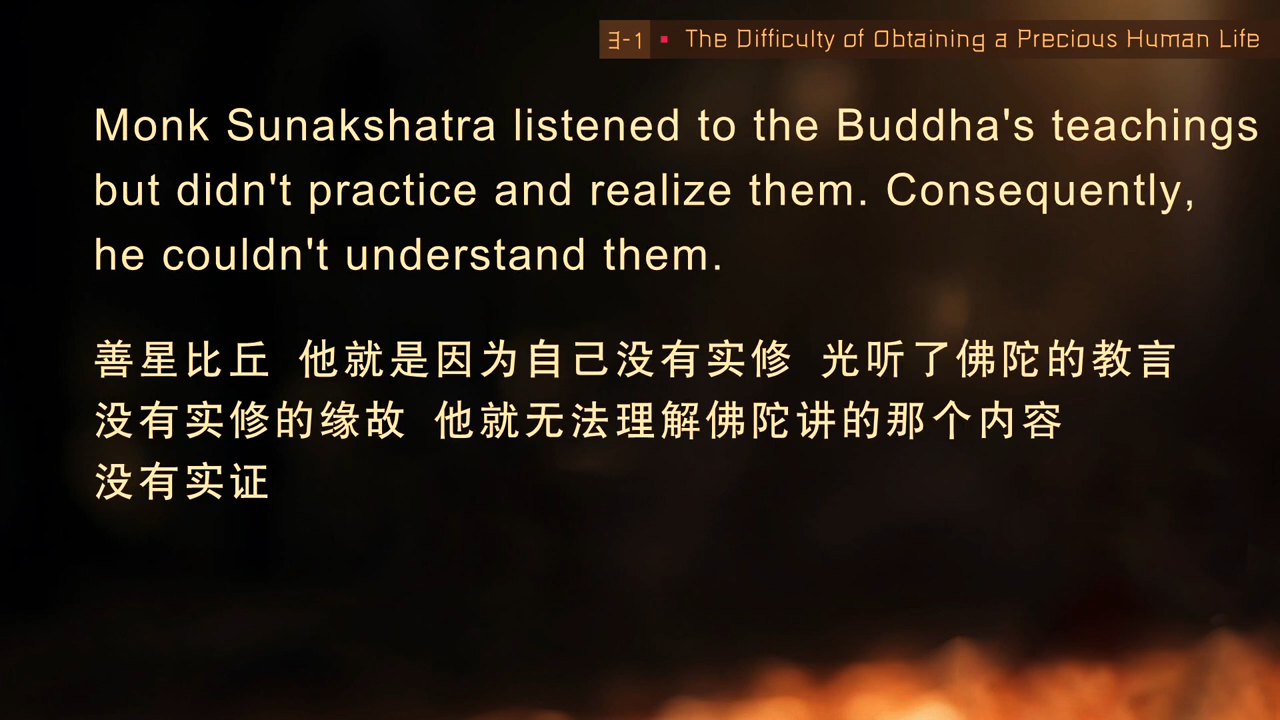 3-1 ▪ The Difficulty of Obtaining a Precious Human Life
Monk Sunakshatra listened to the Buddha's teachings
but didn't practice and realize them. Consequently,
he couldn't understand them.
善星比丘 他就是因为自己没有实修 光听了佛陀的教言
没有实修的缘故 他就无法理解佛陀讲的那个内容
没有实证